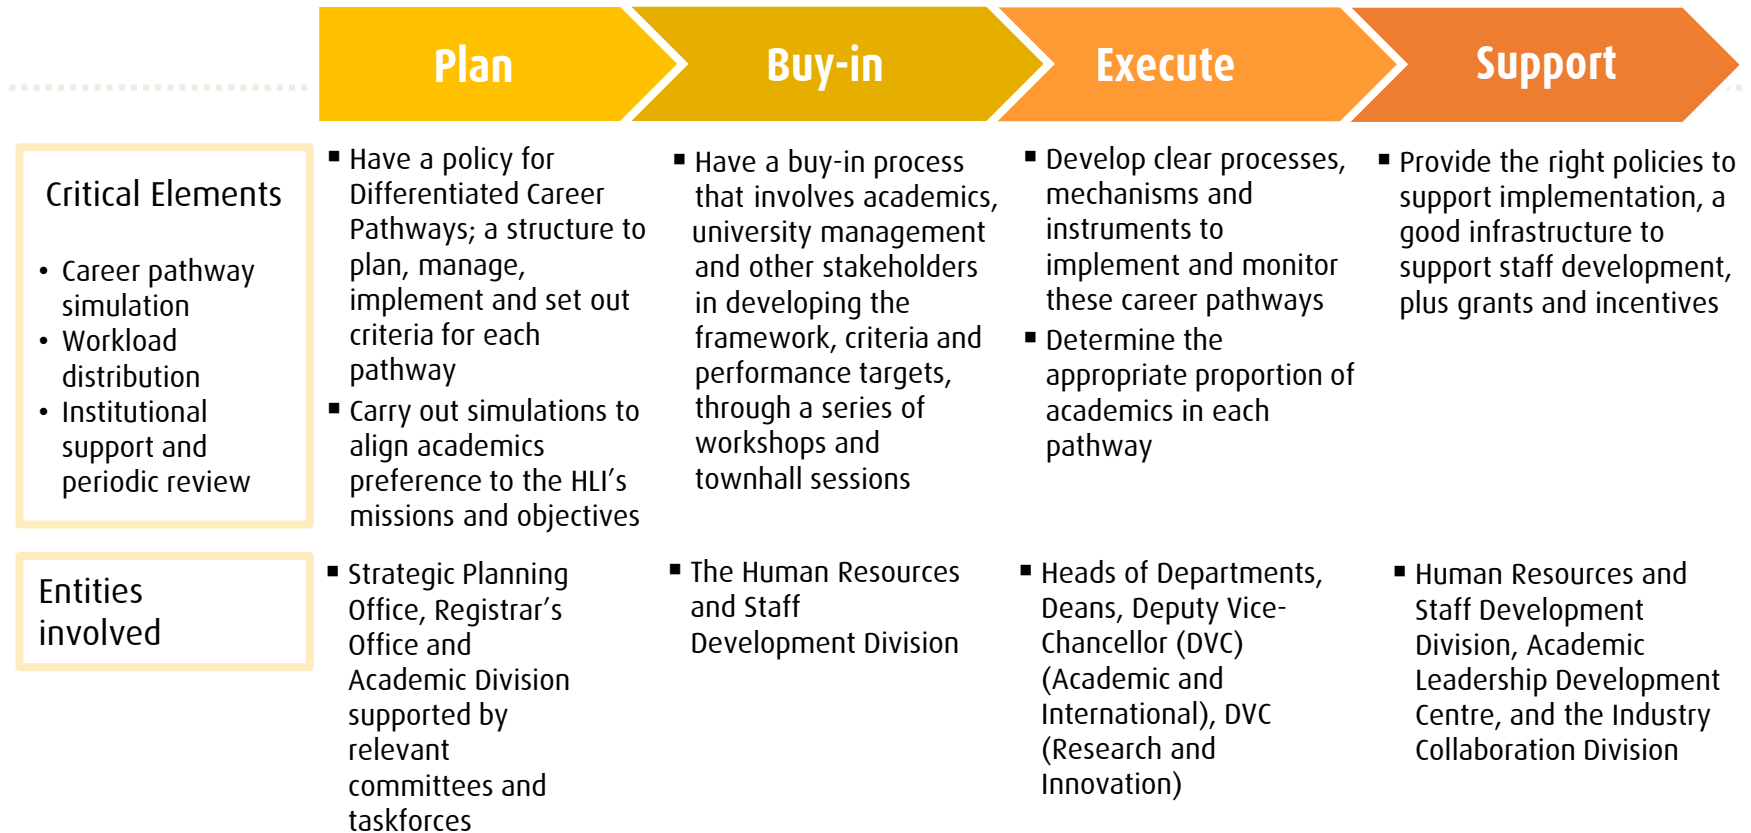 Plan
Buy-in
Execute
Support
Critical Elements
• Career pathway
simulation
• Workload
distribution
• Institutional
support and
periodic review
▪ Have a policy for
Differentiated Career
Pathways; a structure to
plan, manage,
implement and set out
criteria for each
pathway
▪ Carry out simulations to
align academics
preference to the HLI’s
missions and objectives
▪ Have a buy-in process
that involves academics,
university management
and other stakeholders
in developing the
framework, criteria and
performance targets,
through a series of
workshops and
townhall sessions
▪ Develop clear processes,
mechanisms and
instruments to
implement and monitor
these career pathways
▪ Determine the
appropriate proportion of
academics in each
pathway
▪ Provide the right policies to
support implementation, a
good infrastructure to
support staff development,
plus grants and incentives
Entities
involved
▪ Strategic Planning
Office, Registrar’s
Office and
Academic Division
supported by
relevant
committees and
taskforces
▪ The Human Resources
and Staff
Development Division
▪ Heads of Departments,
Deans, Deputy Vice-
Chancellor (DVC)
(Academic and
International), DVC
(Research and
Innovation)
▪ Human Resources and
Staff Development
Division, Academic
Leadership Development
Centre, and the Industry
Collaboration Division